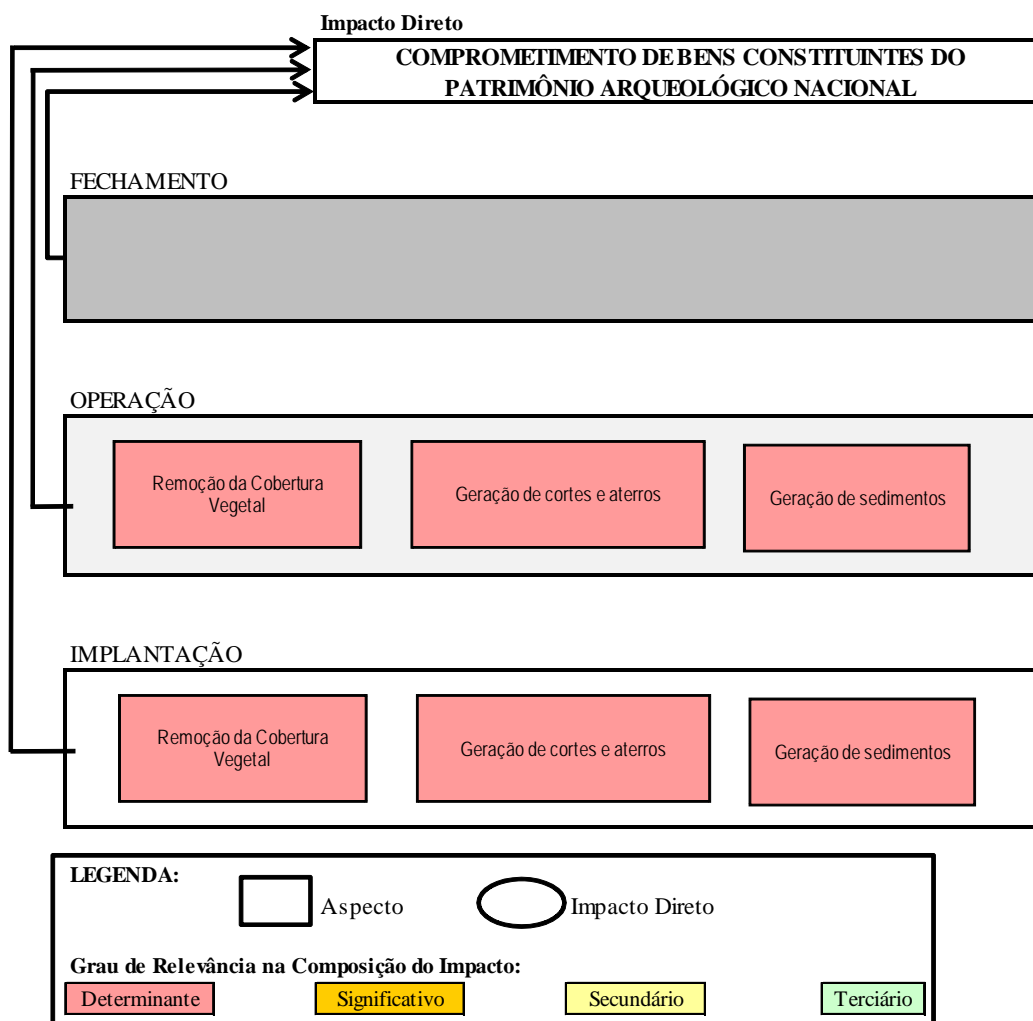 Impacto Direto
COMPROMETIMENTO DE BENS CONSTITUINTES DO
PATRIMÔNIO ARQUEOLÓGICO NACIONAL
FECHAMENTO
OPERAÇÃO
Remoção da Cobertura
Vegetal
Geração de cortes e aterros
Geração de sedimentos
IMPLANTAÇÃO
Remoção da Cobertura
Vegetal
Geração de cortes e aterros
Geração de sedimentos
LEGENDA:
Aspecto
Impacto Direto
Grau de Relevância na Composição do Impacto:
Determinante
Significativo
Secundário
Terciário